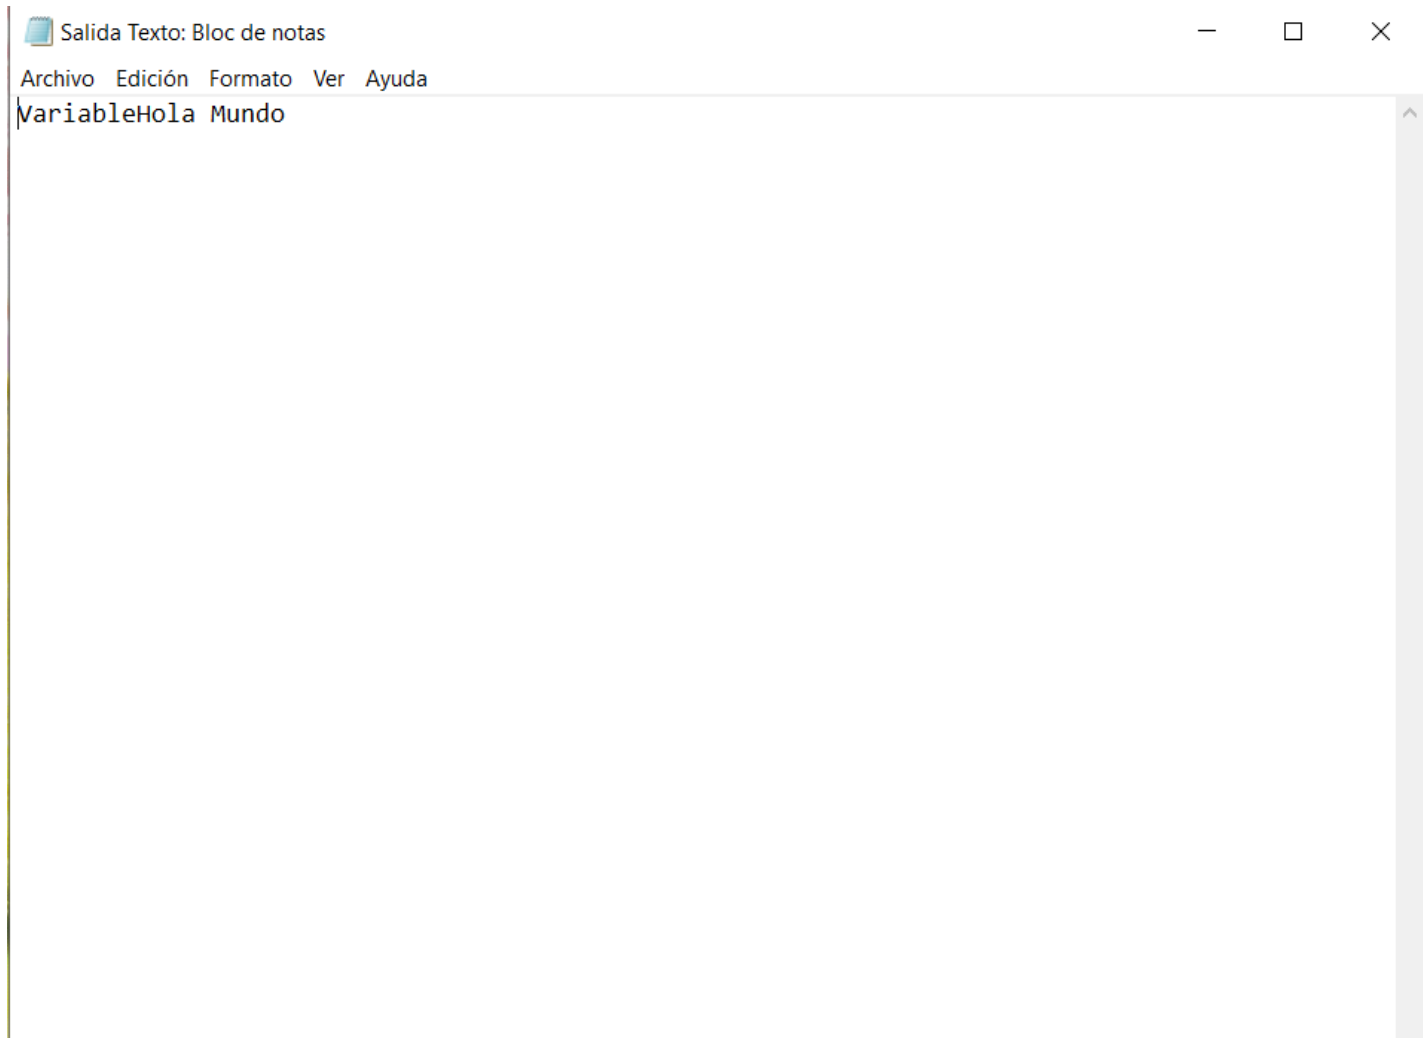 Salida Texto: Bloc de notas
Archivo Edición Formato Ver Ayuda
VariableHola Mundo